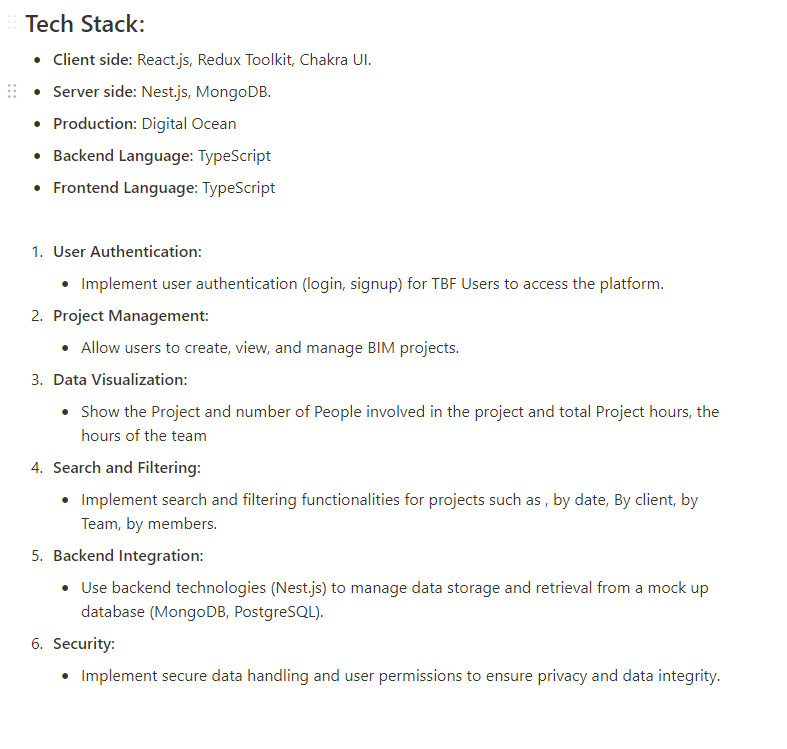 Tech Stack:
• Client side: React.js, Redux Toolkit, Chakra UI.
• Server side: Nest.js, MongoDB.
• Production: Digital Ocean
• Backend Language: TypeScript
• Frontend Language: TypeScript
1. User Authentication:
• Implement user authentication (login, signup) for TBF Users to access the platform.
2. Project Management:
• Allow users to create, view, and manage BIM projects.
3. Data Visualization:
• Show the Project and number of People involved in the project and total Project hours, the
hours of the team
4. Search and Filtering:
• Implement search and filtering functionalities for projects such as , by date, By client, by
Team, by members.
5. Backend Integration:
• Use backend technologies (Nest.js) to manage data storage and retrieval from a mock up
database (MongoDB, PostgreSQL).
6. Security:
• Implement secure data handling and user permissions to ensure privacy and data integrity.